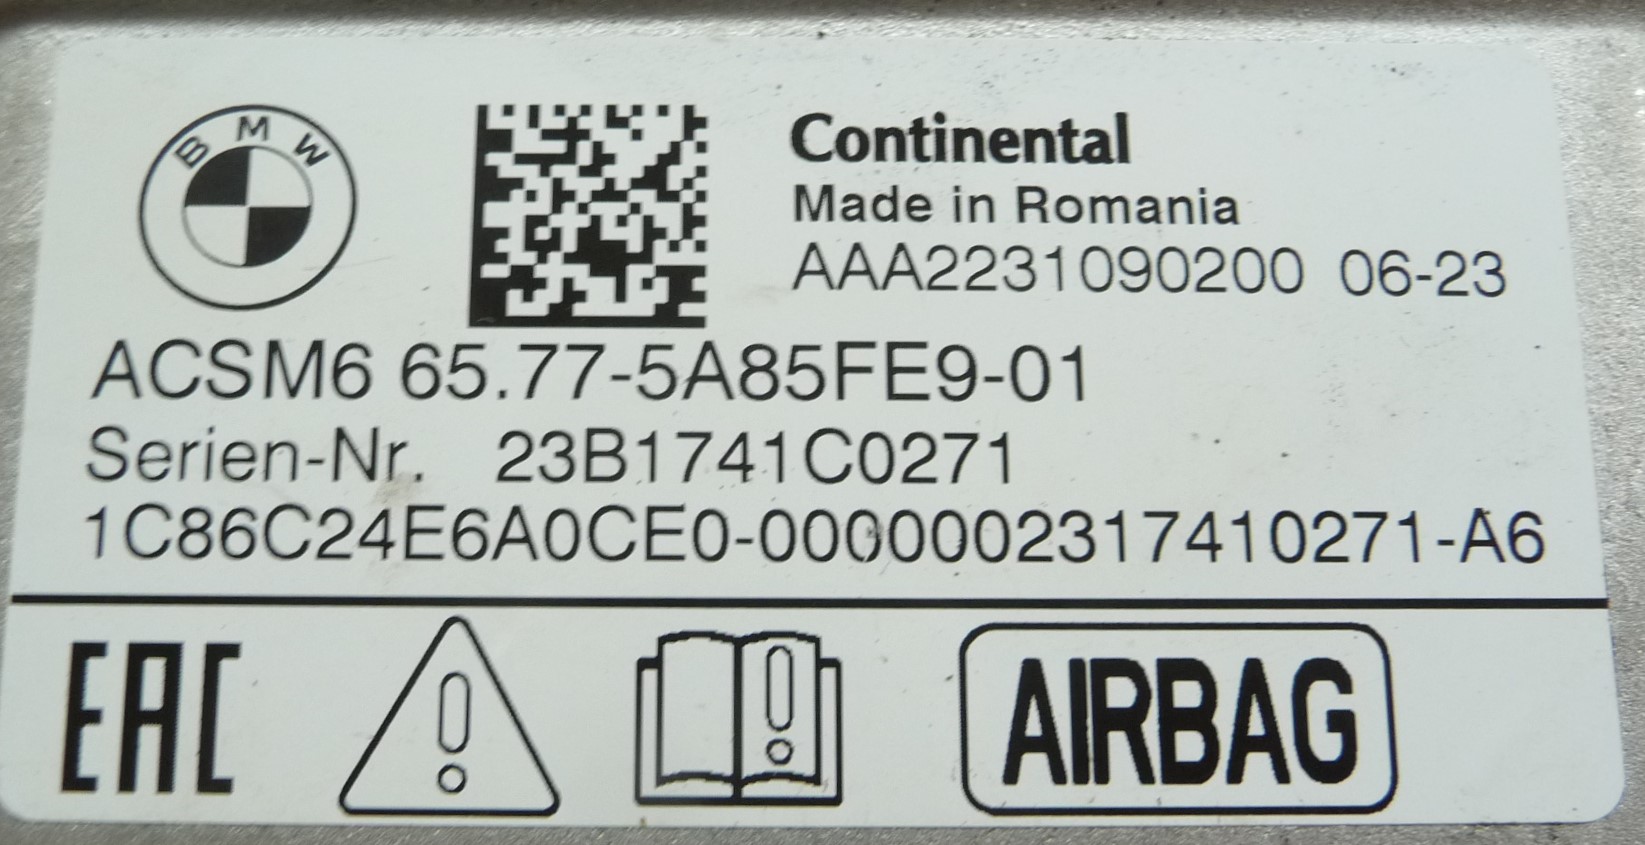 BMW
Continental
Made in Romania
AAA2231090200 06-23
ACSM6 65.77-5A85FE9-01
Serien-Nr. 23B1741C0271
1C86C24E6A0CE0-0000002317410271-A6
EAC
AIRBAG